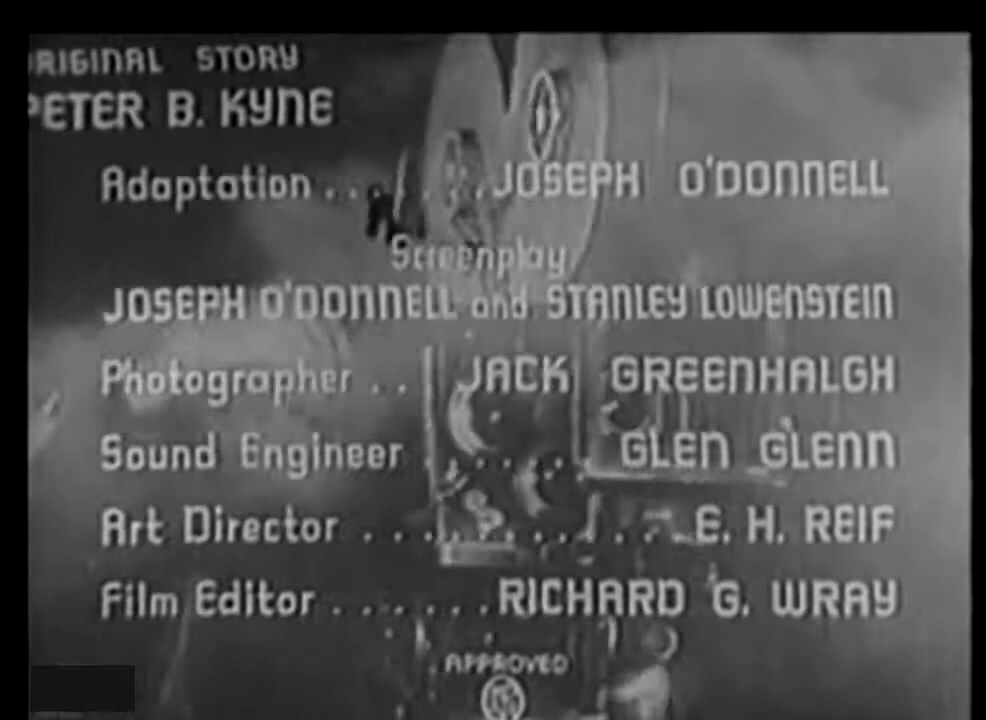 ORIGINAL STORY
PETER B. KYNE
Adaptation . . . . . . . JOSEPH O'DONNELL
Screenplay
JOSEPH O'DONNELL and STANLEY LOWENSTEIN
Photographer . . JACK GREENHALGH
Sound Engineer . . . . . . GLEN GLENN
Art Director . . . . . . . . . . . . E. H. REIF
Film Editor . . . . . . . RICHARD G. WRAY
APPROVED